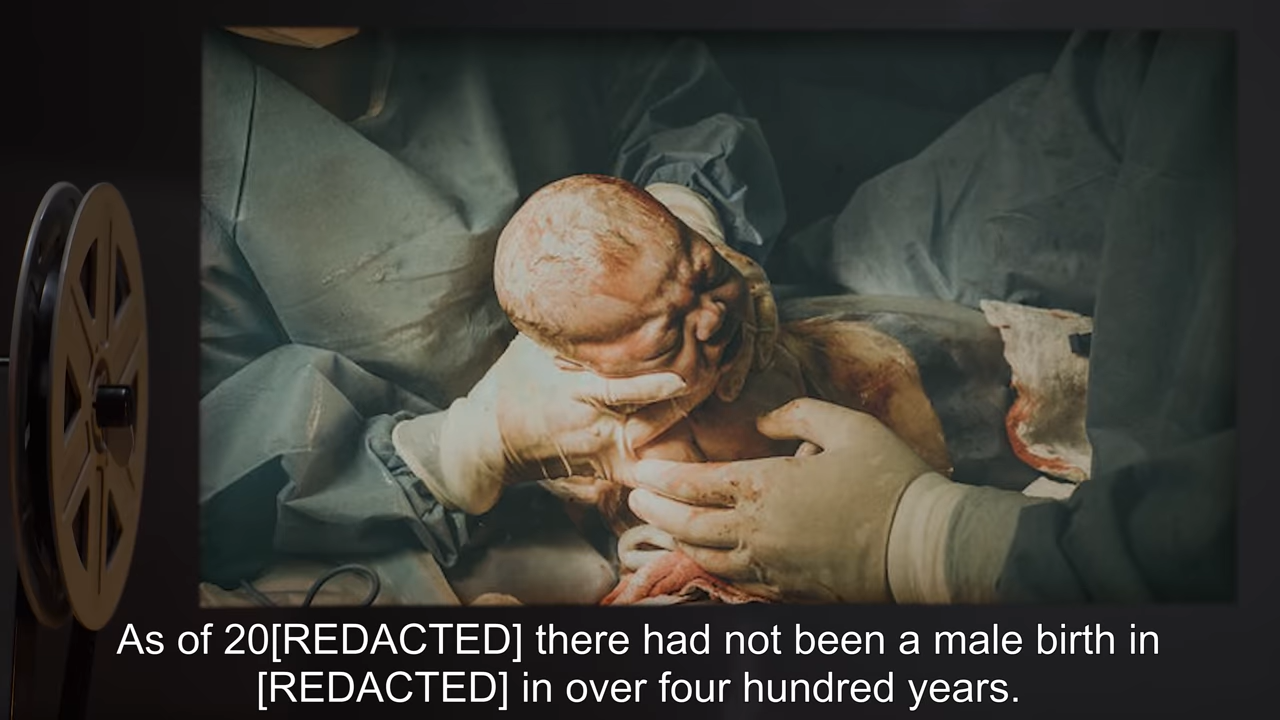 As of 20[REDACTED] there had not been a male birth in
[REDACTED] in over four hundred years.